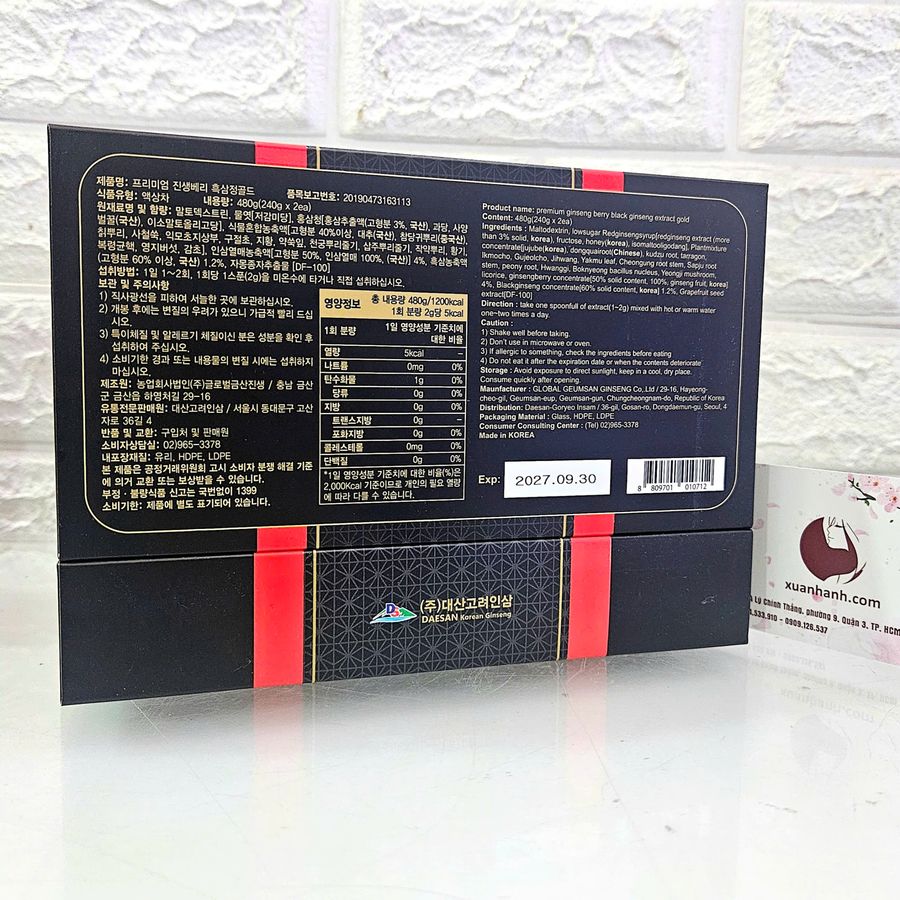 제품명: 프리미엄 진생베리 흑삼정골드 품목보고번호: 20190473163113
식품유형: 액상차 내용량: 480g(240g x 2ea)
원재료명 및 함량: 말토덱스트린, 물엿[저감미당], 홍삼청[홍삼추출액(고형분 3%, 국산), 과당, 사양
벌꿀(국산), 이소말토올리고당], 식물혼합농축액[고형분 40%이상, 대추(국산), 참당귀뿌리(중국산),
칡뿌리, 사철쑥, 익모초지상부, 구절초, 지황, 약쑥잎, 천궁뿌리줄기, 삽주뿌리줄기, 작약뿌리, 황기,
복령균핵, 영지버섯, 감초], 인삼열매농축액[고형분 50%, 인삼열매 100%, (국산)] 4%, 흑삼농축액
(고형분 60% 이상, 국산) 1.2%, 자몽종자추출물 [DF-100]
섭취방법: 1일 1~2회, 1회당 1스푼(2g)을 미온수에 타거나 직접 섭취하십시오.
보관 및 주의사항
1) 직사광선을 피하여 서늘한 곳에 보관하십시오.
2) 개봉 후에는 변질의 우려가 있으니 가급적 빨리 드십
시오.
3) 특이체질 및 알레르기 체질이신 분은 성분을 확인 후
섭취하여 주십시오.
4) 소비기한 경과 또는 내용물의 변질 시에는 섭취하지
마십시오.
제조원: 농업회사법인(주)글로벌금산진생 / 충남 금산
군 금산읍 하영처길 29-16
유통전문판매원: 대산고려인삼 / 서울시 동대문구 고산
자로 36길 4
반품 및 교환: 구입처 및 판매원
소비자상담실: 02)965-3378
내포장재질: 유리, HDPE, LDPE
본 제품은 공정거래위원회 고시 소비자 분쟁 해결 기준
에 의거 교환 또는 보상받을 수 있습니다.
부정·불량식품 신고는 국번없이 1399
소비기한: 제품에 별도 표기되어 있습니다.
영양정보 총 내용량 480g/1200kcal
1회 분량 2g당 5kcal
1회 분량 1일 영양성분 기준치에
대한 비율
열량 5kcal –
나트륨 0mg 0%
탄수화물 1g 0%
당류 0g 0%
지방 0g 0%
트랜스지방 0g –
포화지방 0g 0%
콜레스테롤 0mg 0%
단백질 0g 0%
*1일 영양성분 기준치에 대한 비율(%)은
2,000Kcal 기준이므로 개인의 필요 열량
에 따라 다를 수 있습니다.
Product name: premium ginseng berry black ginseng extract gold
Content: 480g(240g x 2ea)
Ingredients : Maltodextrin, lowsugar Redginsengsyrup[redginseng extract (more
than 3% solid, korea), fructose, honey(korea), isomaltooligodang], Plantmixture
concentrate[jujube(korea), dongquairoot(Chinese), kudzu root, tarragon,
Ikmocho, Gujeolcho, Jihwang, Yakmu leaf, Cheongung root stem, Sapju root
stem, peony root, Hwanggi, Boknyeong bacillus nucleus, Yeongji mushroom,
licorice, ginsengberry concentrate[50% solid content, 100%, ginseng fruit, korea]
4%, Blackginseng concentrate[60% solid content, korea] 1.2%, Grapefruit seed
extract[DF-100]
Direction : take one spoonfull of extract(1~2g) mixed with hot or warm water
one~two times a day.
Caution :
1) Shake well before taking.
2) Don't use in microwave or oven.
3) If allergic to something, check the ingredients before eating
4) Do not eat it after the expiration date or when the contents deteriorate
Storage : Avoid exposure to direct sunlight, keep in a cool, dry place.
Consume quickly after opening.
Manufacturer : GLOBAL GEUMSAN GINSENG Co,.Ltd / 29-16, Hayeong-
cheo-gil, Geumsan-eup, Geumsan-gun, Chungcheongnam-do, Republic of Korea
Distribution: Daesan-Goryeo Insam / 36-gil, Gosan-ro, Dongdaemun-gu, Seoul, 4
Packaging Material : Glass, HDPE, LDPE
Consumer Consulting Center : (Tel) 02)965-3378
Made in KOREA
Exp: 2027.09.30
8 809701 010712
(주)대산고려인삼
DAESAN Korean Ginseng
xuanhanh.com
Lý Chính Thắng, phường 9, Quận 3, TP. HCM
.533.910 - 0909.126.537